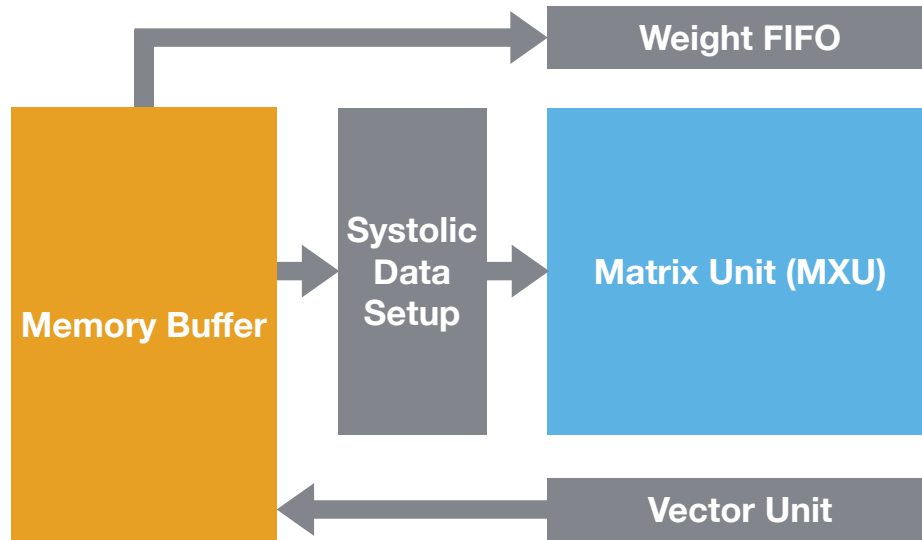 Weight FIFO
Memory Buffer
Systolic
Data
Setup
Matrix Unit (MXU)
Vector Unit